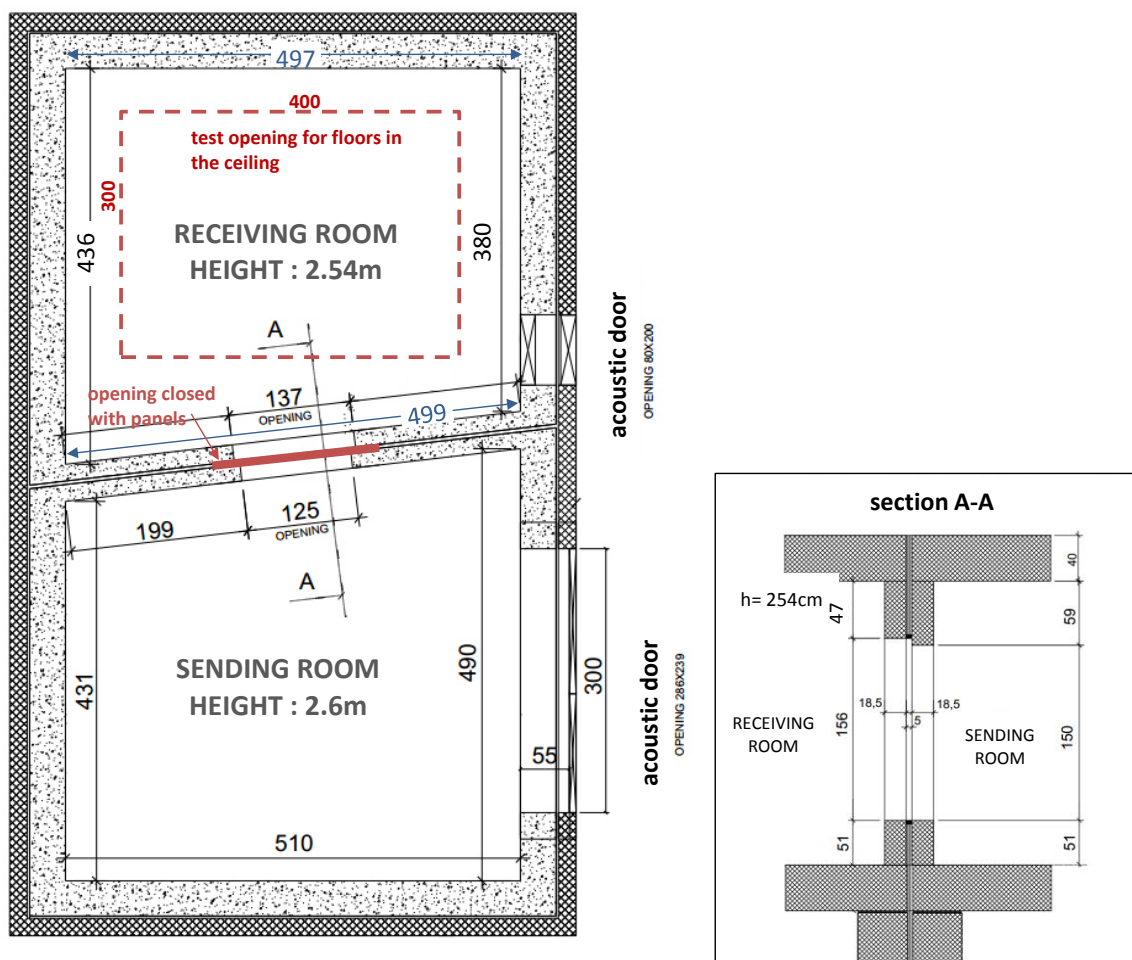 497
400
test opening for floors in
the ceiling
300
436
380
RECEIVING ROOM
HEIGHT : 2.54m
A
acoustic door
OPENING 80X200
opening closed
with panels
137
OPENING
499
199
125
OPENING
A
431
490
SENDING ROOM
HEIGHT : 2.6m
300
acoustic door
OPENING 286X239
55
510
section A-A
40
h= 254cm
47
59
18,5
18,5
5
156
150
RECEIVING
ROOM
SENDING
ROOM
51
51